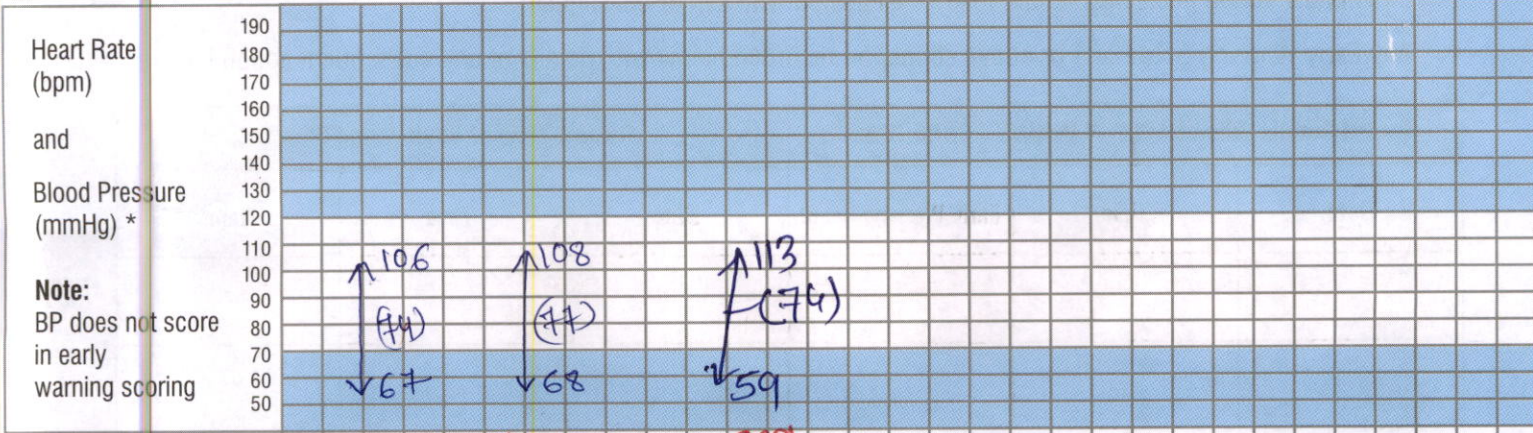 Heart Rate
(bpm)
and
Blood Pressure
(mmHg) *
Note:
BP does not score
in early
warning scoring
190
180
170
160
150
140
130
120
110
100
90
80
70
60
50
106
(74)
67
108
(77)
68
113
(74)
59